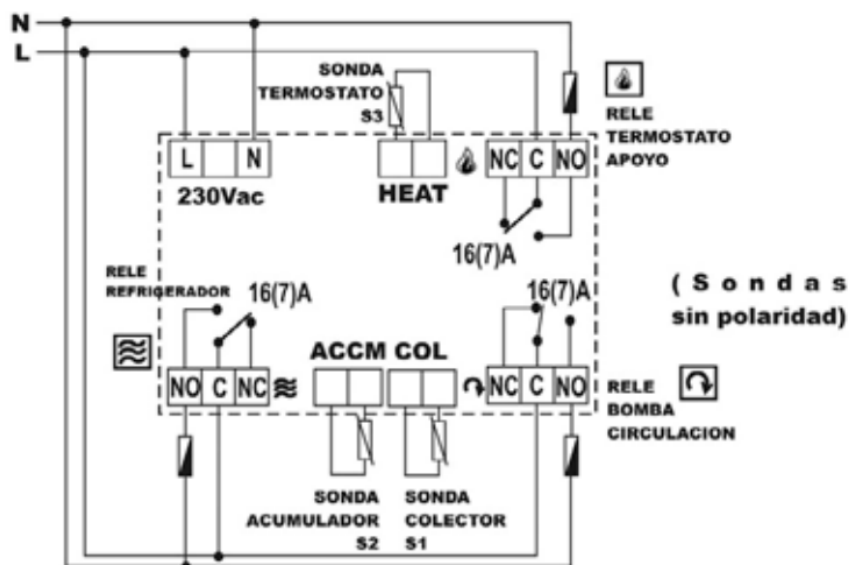 N
L
SONDA
TERMOSTATO
S3
RELE
TERMOSTATO
APOYO
L N
230Vac
HEAT
NC C NO
16(7)A
(Sondas
sin polaridad)
RELE
REFRIGERADOR
16(7)A
16(7)A
ACCM COL
NO C NC
NC C NO
RELE
BOMBA
CIRCULACION
SONDA
ACUMULADOR
S2
SONDA
COLECTOR
S1